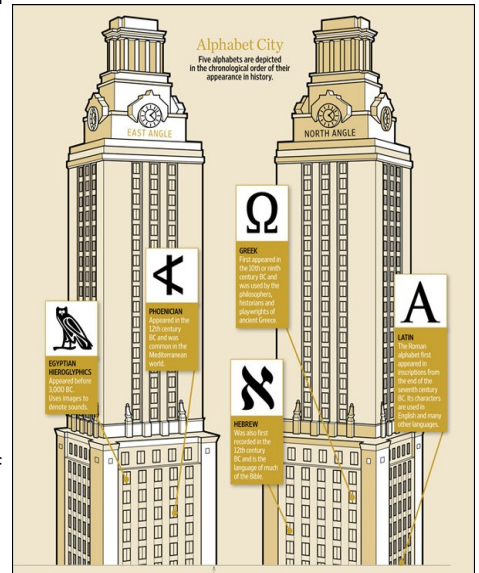 Alphabet City
Five alphabets are depicted
in the chronological order of their
appearance in history.
EAST ANGLE
NORTH ANGLE
EGYPTIAN
HIEROGLYPHICS
Appeared before
3,000 BC.
Uses images to
denote sounds.
PHOENICIAN
Appeared in the
12th century
BC and was
common in the
Mediterranean
world.
א
HEBREW
Was also first
recorded in the
12th century
BC and is the
language of much
of the Bible.
Ω
GREEK
First appeared in
the 10th or ninth
century BC and
was used by the
philosophers,
historians and
playwrights of
ancient Greece.
A
LATIN
The Roman
alphabet first
appeared in
inscriptions from
the end of the
seventh century
BC. Its characters
are used in
English and many
other languages.